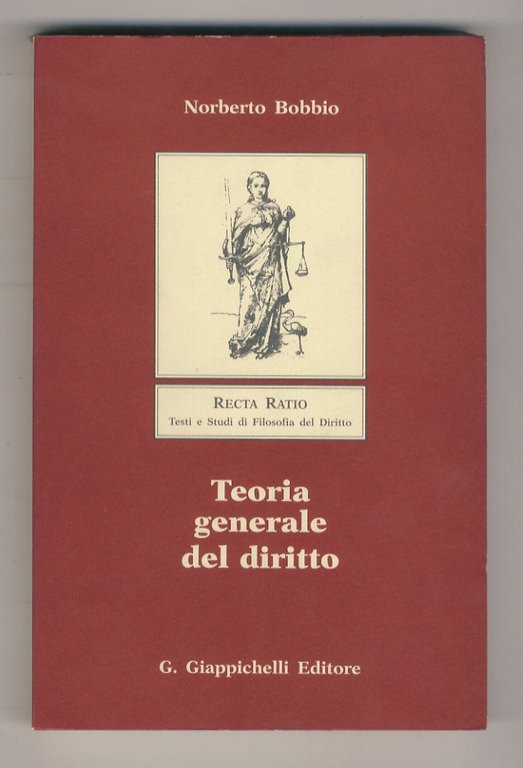 Norberto Bobbio
RECTA RATIO
Testi e Studi di Filosofia del Diritto
Teoria
generale
del diritto
G. Giappichelli Editore